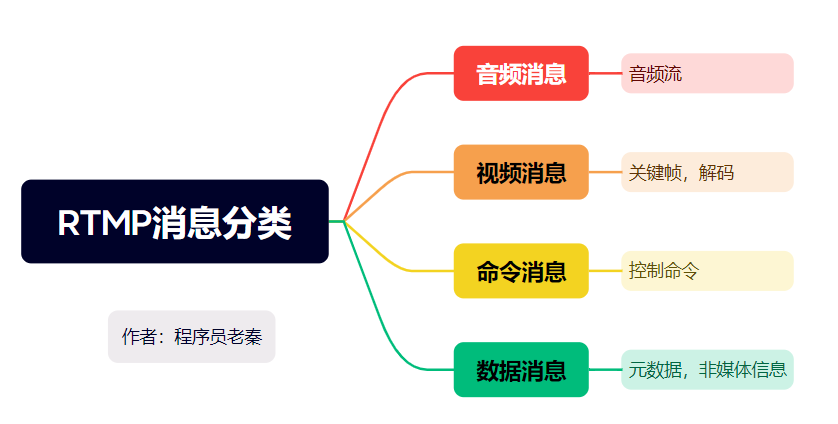 RTMP消息分类
作者：程序员老秦
音频消息
音频流
视频消息
关键帧，解码
命令消息
控制命令
数据消息
元数据，非媒体信息